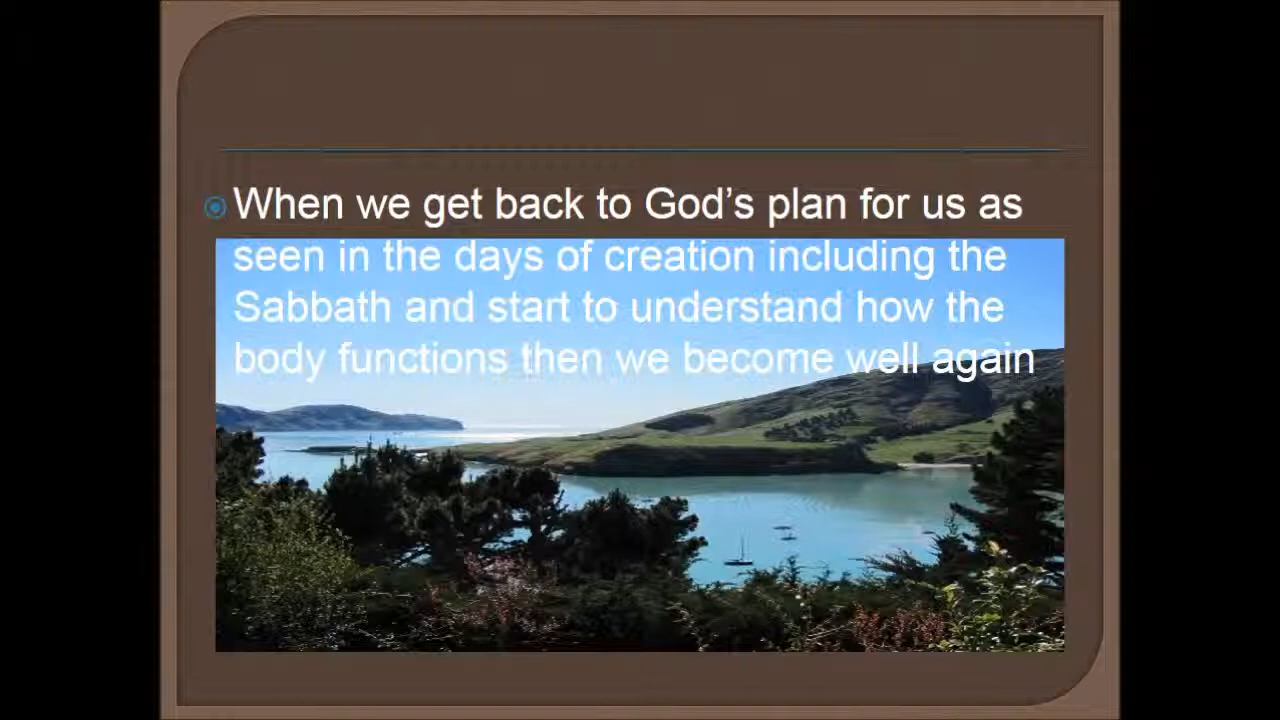 When we get back to God's plan for us as
seen in the days of creation including the
Sabbath and start to understand how the
body functions then we become well again